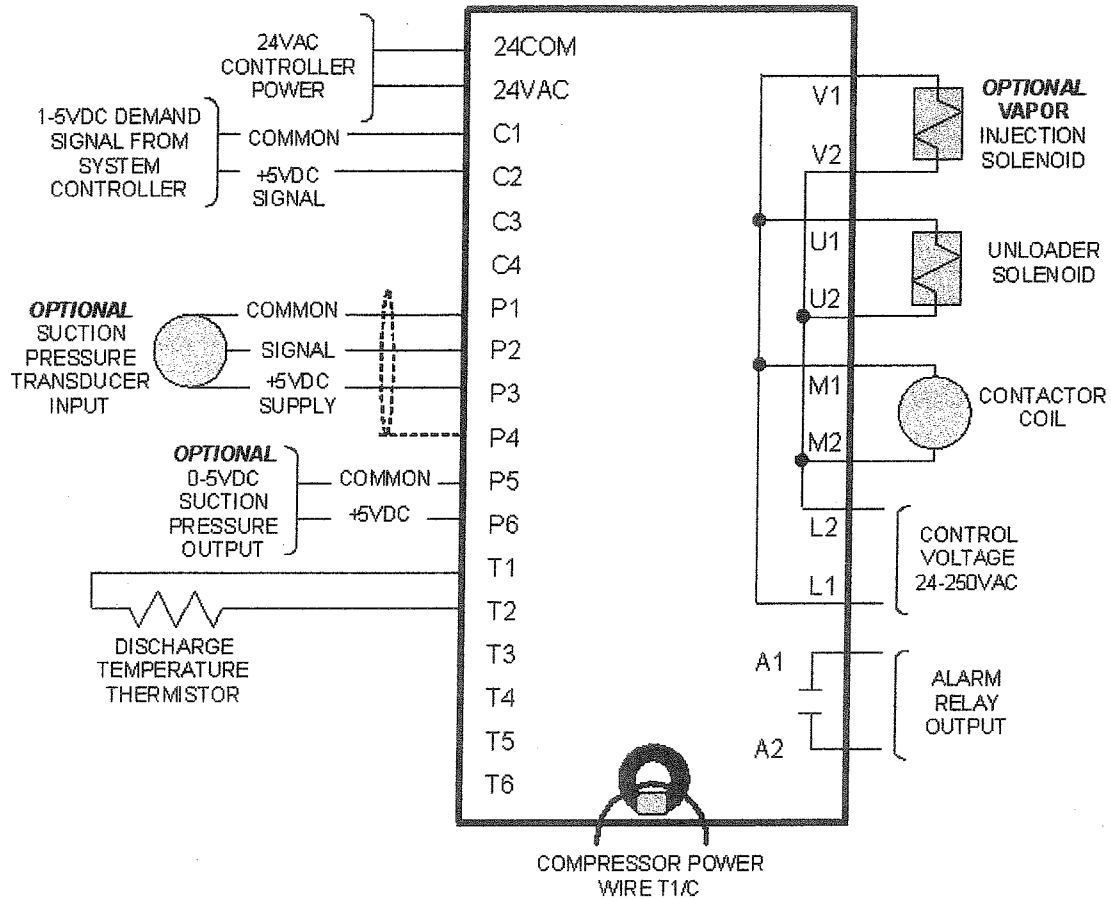 24VAC
CONTROLLER
POWER
1-5VDC DEMAND
SIGNAL FROM
SYSTEM
CONTROLLER
COMMON
+5VDC
SIGNAL
OPTIONAL
SUCTION
PRESSURE
TRANSDUCER
INPUT
COMMON
SIGNAL
+5VDC
SUPPLY
OPTIONAL
0-5VDC
SUCTION
PRESSURE
OUTPUT
COMMON
+5VDC
DISCHARGE
TEMPERATURE
THERMISTOR
24COM
24VAC
C1
C2
C3
C4
P1
P2
P3
P4
P5
P6
T1
T2
T3
T4
T5
T6
V1
V2
U1
U2
M1
M2
L2
L1
A1
A2
OPTIONAL
VAPOR
INJECTION
SOLENOID
UNLOADER
SOLENOID
CONTACTOR
COIL
CONTROL
VOLTAGE
24-250VAC
ALARM
RELAY
OUTPUT
COMPRESSOR POWER
WIRE T1/C